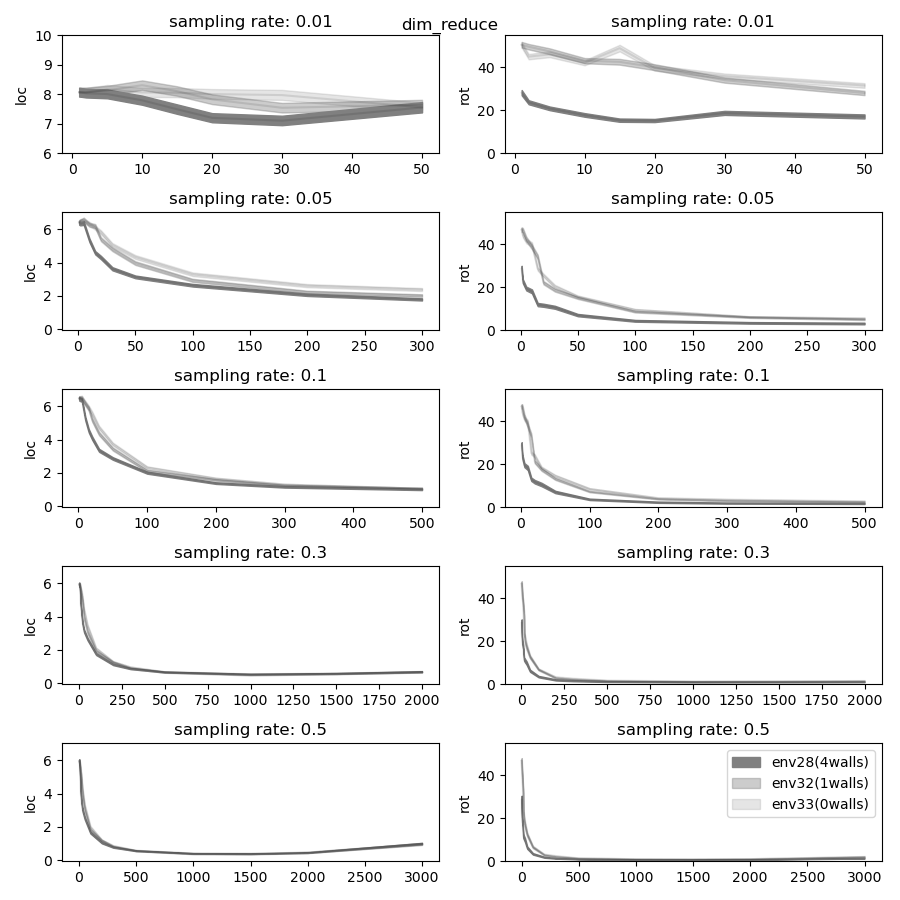 dim_reduce
sampling rate: 0.01
loc
10
9
8
7
6
0 10 20 30 40 50
sampling rate: 0.01
rot
40
20
0
0 10 20 30 40 50
sampling rate: 0.05
loc
6
4
2
0
0 50 100 150 200 250 300
sampling rate: 0.05
rot
40
20
0
0 50 100 150 200 250 300
sampling rate: 0.1
loc
6
4
2
0
0 100 200 300 400 500
sampling rate: 0.1
rot
40
20
0
0 100 200 300 400 500
sampling rate: 0.3
loc
6
4
2
0
0 250 500 750 1000 1250 1500 1750 2000
sampling rate: 0.3
rot
40
20
0
0 250 500 750 1000 1250 1500 1750 2000
sampling rate: 0.5
loc
6
4
2
0
0 500 1000 1500 2000 2500 3000
sampling rate: 0.5
rot
40
20
0
0 500 1000 1500 2000 2500 3000
env28(4walls)
env32(1walls)
env33(0walls)